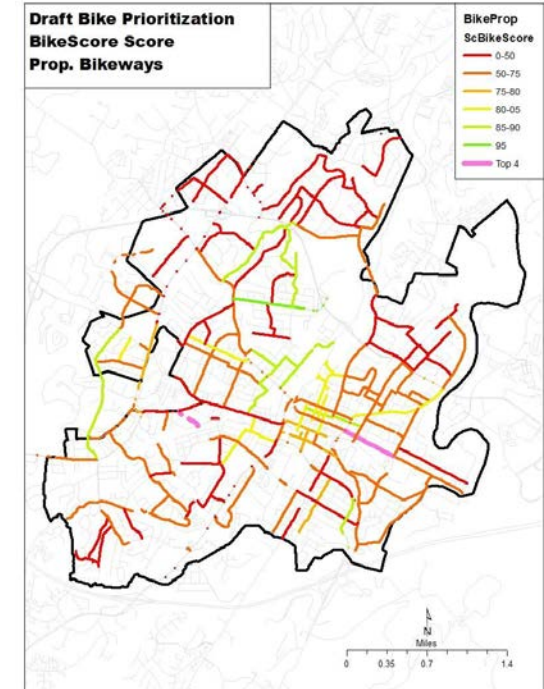 Draft Bike Prioritization
BikeScore Score
Prop. Bikeways
BikeProp
ScBikeScore
0-50
50-75
75-80
80-05
85-90
95
Top 4
N
Miles
0 0.35 0.7 1.4